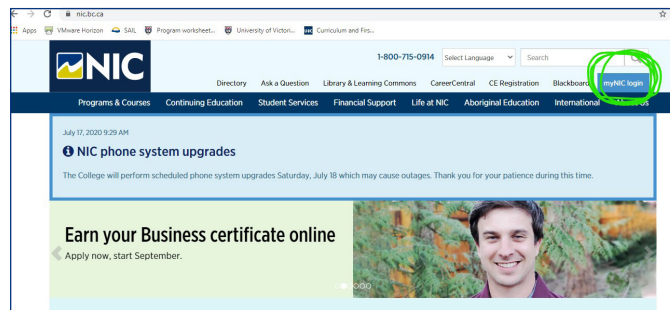 nic.bc.ca
Apps VMware Horizon SAIL Program worksheet... University of Victori... Curriculum and Firs...
1-800-715-0914 Select Language Search
NIC
Directory Ask a Question Library & Learning Commons CareerCentral CE Registration Blackboard myNIC login
Programs & Courses Continuing Education Student Services Financial Support Life at NIC Aboriginal Education International
July 17, 2020 9:29 AM
NIC phone system upgrades
The College will perform scheduled phone system upgrades Saturday, July 18 which may cause outages. Thank you for your patience during this time.
Earn your Business certificate online
Apply now, start September.